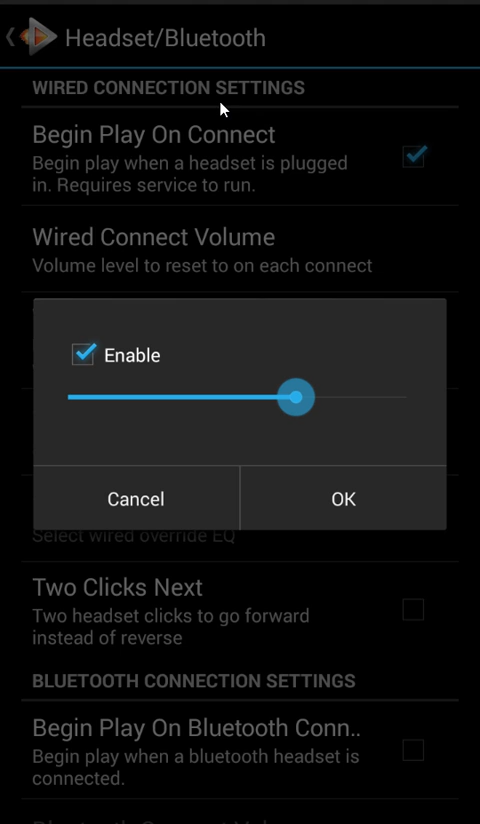 Headset/Bluetooth
WIRED CONNECTION SETTINGS
Begin Play On Connect
Begin play when a headset is plugged
in. Requires service to run.
Wired Connect Volume
Volume level to reset to on each connect
Enable
Cancel
OK
Select wired override EQ
Two Clicks Next
Two headset clicks to go forward
instead of reverse
BLUETOOTH CONNECTION SETTINGS
Begin Play On Bluetooth Conn..
Begin play when a bluetooth headset is
connected.